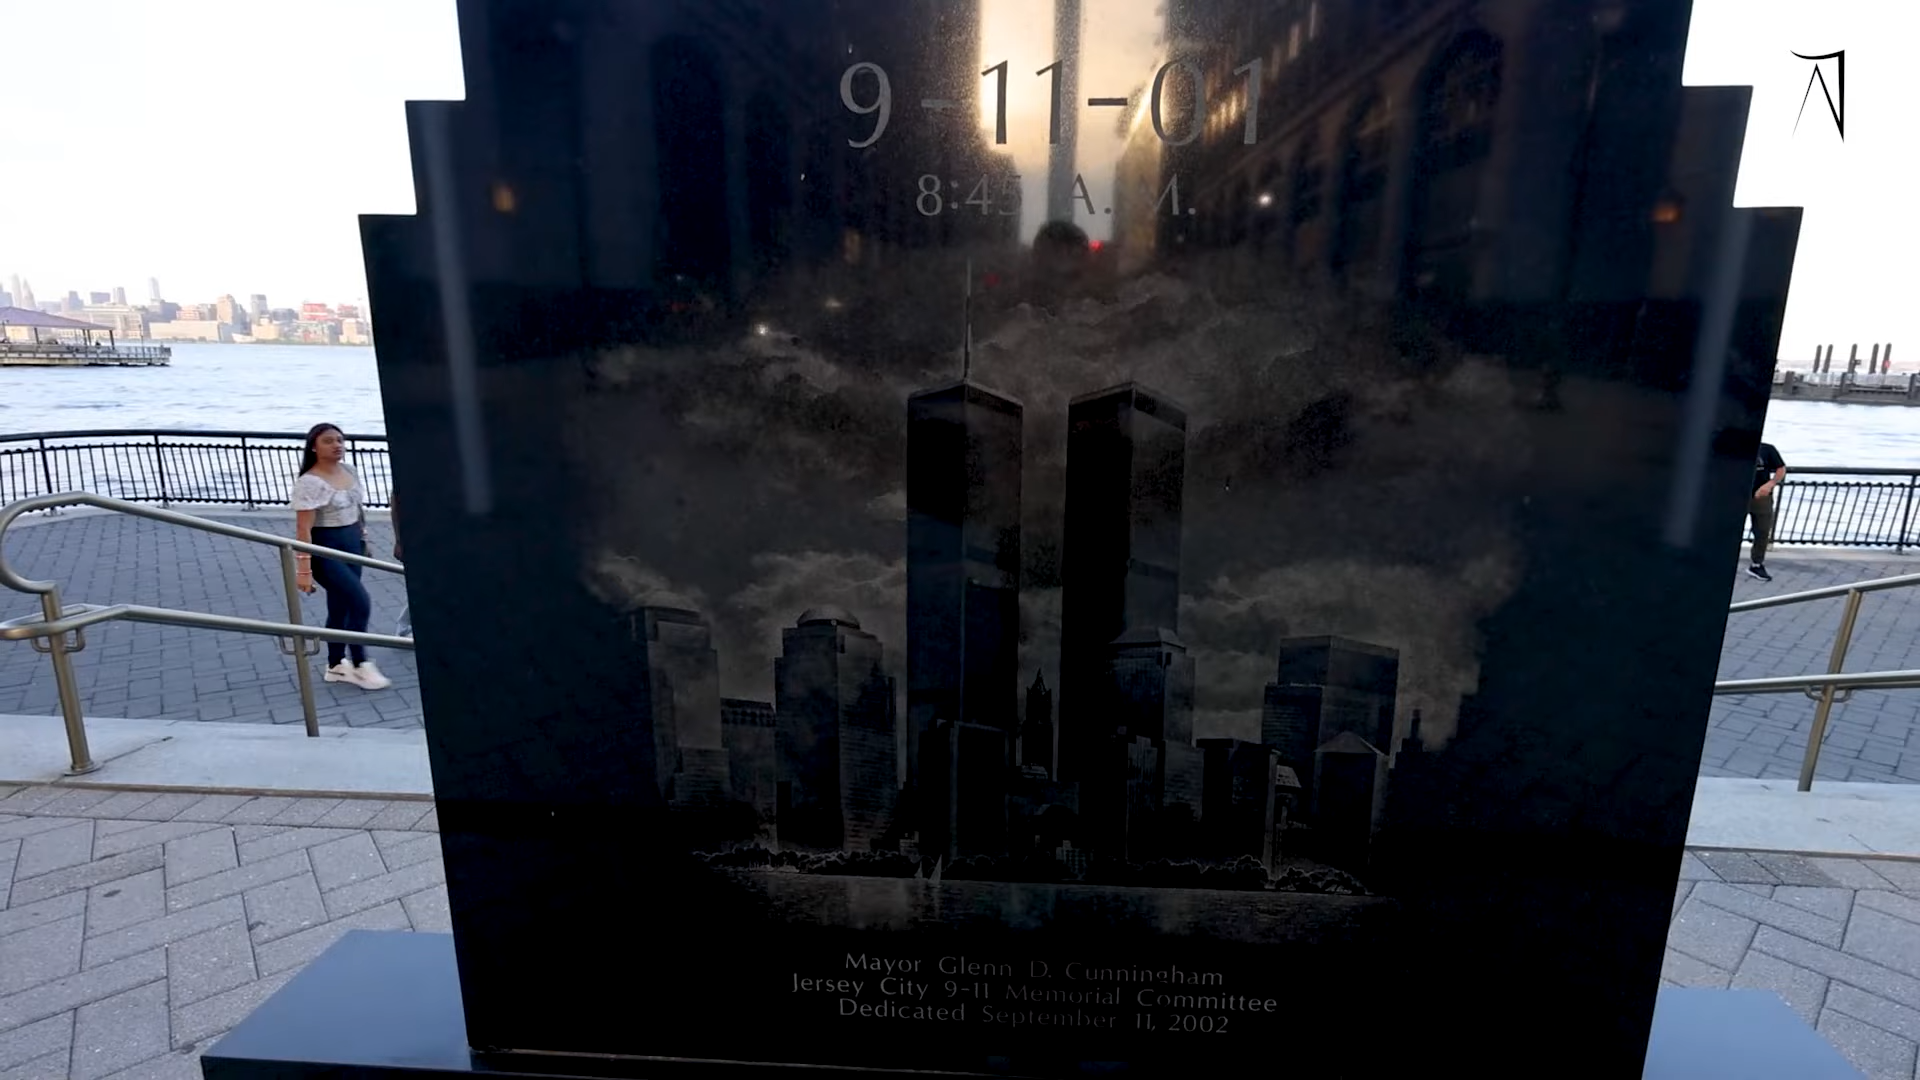 9-11-01
8:45 A.M.
Mayor Glenn D. Cunningham
Jersey City 9-11 Memorial Committee
Dedicated September 11, 2002